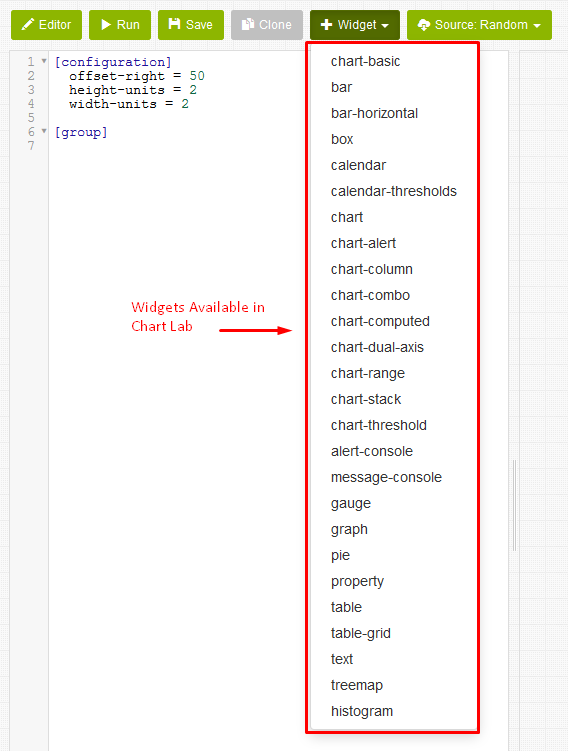 Editor Run Save Clone Widget Source: Random
1 [configuration]
2 offset-right = 50
3 height-units = 2
4 width-units = 2
5
6 [group]
7
Widgets Available in
Chart Lab
chart-basic
bar
bar-horizontal
box
calendar
calendar-thresholds
chart
chart-alert
chart-column
chart-combo
chart-computed
chart-dual-axis
chart-range
chart-stack
chart-threshold
alert-console
message-console
gauge
graph
pie
property
table
table-grid
text
treemap
histogram